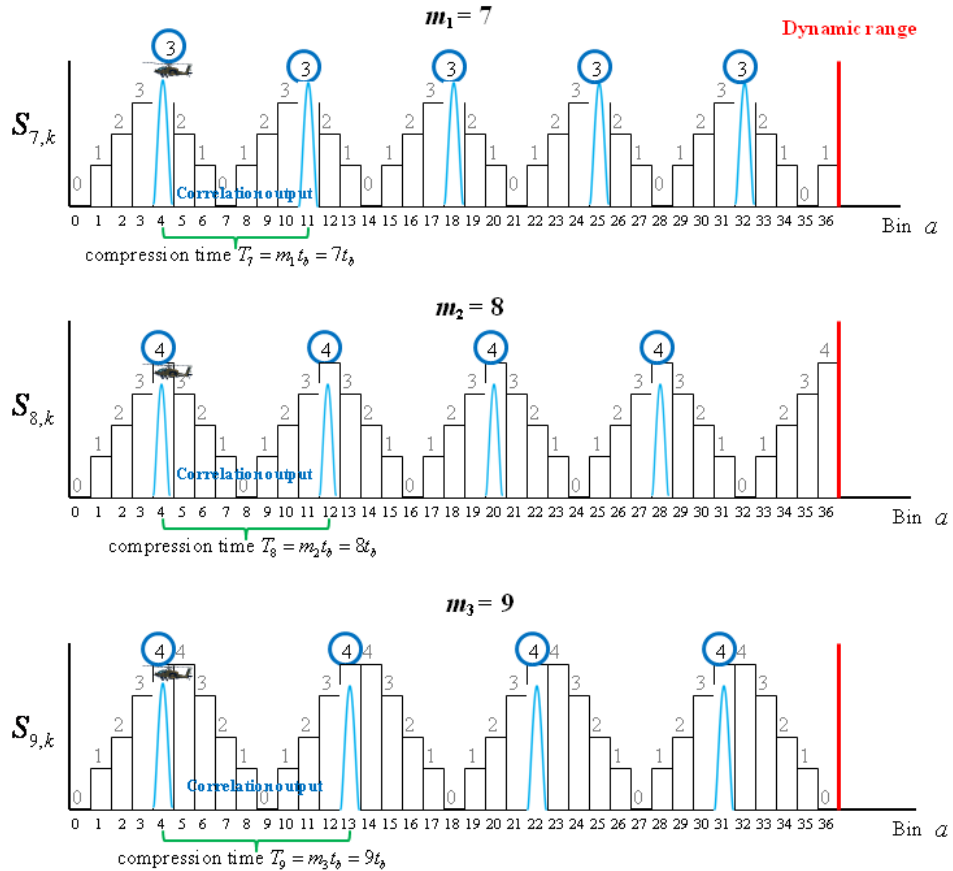 m₁ = 7
Dynamic range
3 3 3 3 3
3 3 3 3 3
2 2 2 2 2 2 2 2 2 2
S₇,ₖ
1 1 1 1 1 1 1 1 1 1 1
0 0 0 0 0 0
Correlation output
0 1 2 3 4 5 6 7 8 9 10 11 12 13 14 15 16 17 18 19 20 21 22 23 24 25 26 27 28 29 30 31 32 33 34 35 36
Bin a
compression time T₇ = m₁t_b = 7t_b
m₂ = 8
4 4 4 4 4
3 3 3 3 3 3 3 3 3
S₈,ₖ
2 2 2 2 2 2 2 2 2
1 1 1 1 1 1 1 1 1
Correlation output
0 0 0 0 0
0 1 2 3 4 5 6 7 8 9 10 11 12 13 14 15 16 17 18 19 20 21 22 23 24 25 26 27 28 29 30 31 32 33 34 35 36
Bin a
compression time T₈ = m₂t_b = 8t_b
m₃ = 9
4 4 4 4 4 4 4 4
3 3 3 3 3 3 3 3
S₉,ₖ
2 2 2 2 2 2 2 2
1 1 1 1 1 1 1 1
Correlation output
0 0 0 0 0
0 1 2 3 4 5 6 7 8 9 10 11 12 13 14 15 16 17 18 19 20 21 22 23 24 25 26 27 28 29 30 31 32 33 34 35 36
Bin a
compression time T₉ = m₃t_b = 9t_b